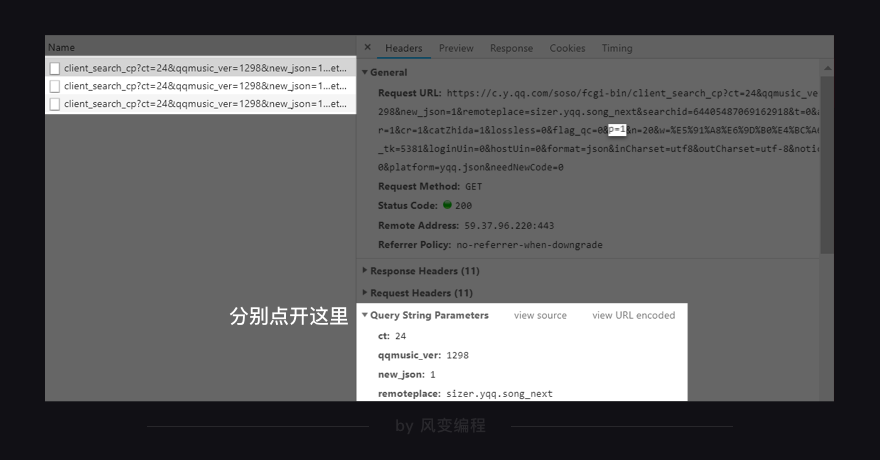 Name
× Headers Preview Response Cookies Timing
client_search_cp?ct=24&qqmusic_ver=1298&new_json=1...et...
client_search_cp?ct=24&qqmusic_ver=1298&new_json=1...et...
client_search_cp?ct=24&qqmusic_ver=1298&new_json=1...et...
General
Request URL: https://c.y.qq.com/soso/fcgi-bin/client_search_cp?ct=24&qqmusic_ve
298&new_json=1&remoteplace=sizer.yqq.song_next&searchid=64405487069162918&t=0&
r=1&cr=1&catZhida=1&lossless=0&flag_qc=0&p=1&n=20&w=%E5%91%A8%E6%9D%B0%E4%BC%A
_tk=5381&loginUin=0&hostUin=0&format=json&inCharset=utf8&outCharset=utf-8&noti
0&platform=yqq.json&needNewCode=0
Request Method: GET
Status Code: 200
Remote Address: 59.37.96.220:443
Referrer Policy: no-referrer-when-downgrade
Response Headers (11)
Request Headers (11)
分别点开这里
Query String Parameters view source view URL encoded
ct: 24
qqmusic_ver: 1298
new_json: 1
remoteplace: sizer.yqq.song_next
by 风变编程